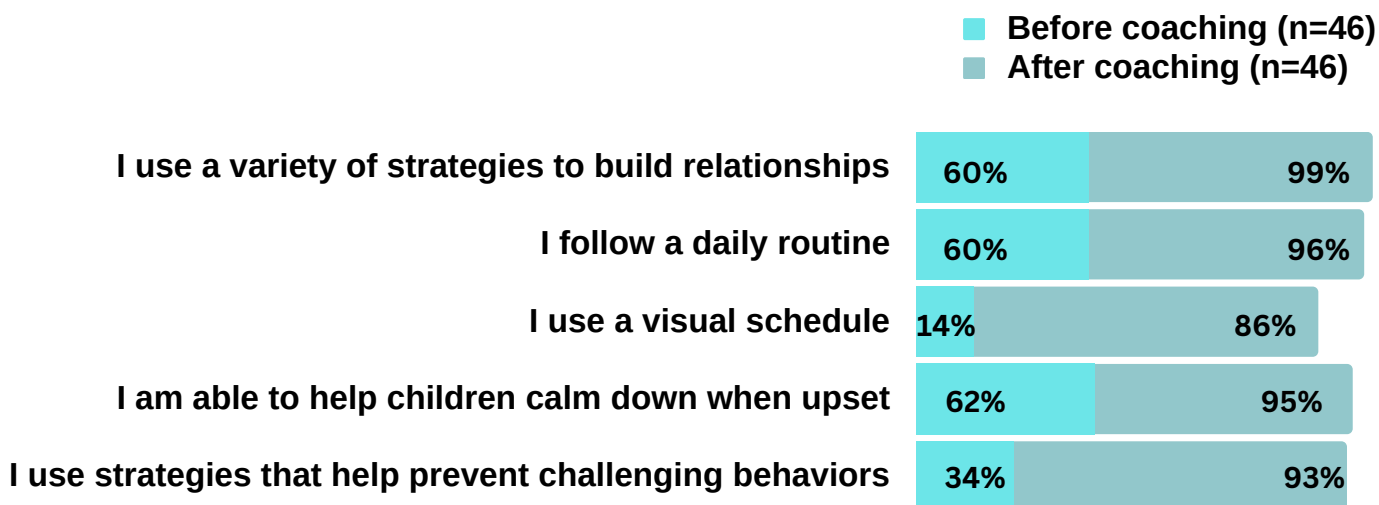 Before coaching (n=46)
After coaching (n=46)
I use a variety of strategies to build relationships 60% 99%
I follow a daily routine 60% 96%
I use a visual schedule 14% 86%
I am able to help children calm down when upset 62% 95%
I use strategies that help prevent challenging behaviors 34% 93%